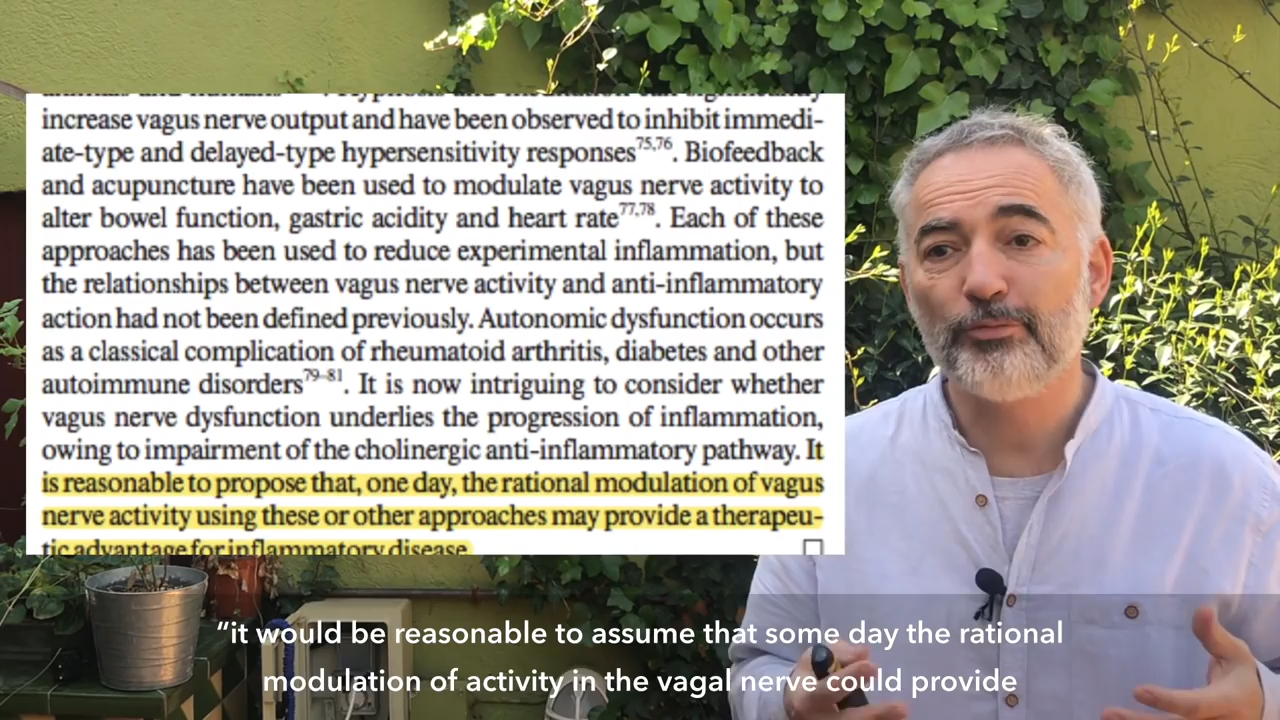 increase vagus nerve output and have been observed to inhibit immedi-
ate-type and delayed-type hypersensitivity responses75,76. Biofeedback
and acupuncture have been used to modulate vagus nerve activity to
alter bowel function, gastric acidity and heart rate77,78. Each of these
approaches has been used to reduce experimental inflammation, but
the relationships between vagus nerve activity and anti-inflammatory
action had not been defined previously. Autonomic dysfunction occurs
as a classical complication of rheumatoid arthritis, diabetes and other
autoimmune disorders79–81. It is now intriguing to consider whether
vagus nerve dysfunction underlies the progression of inflammation,
owing to impairment of the cholinergic anti-inflammatory pathway. It
is reasonable to propose that, one day, the rational modulation of vagus
nerve activity using these or other approaches may provide a therapeu-
tic advantage for inflammatory disease.
“it would be reasonable to assume that some day the rational
modulation of activity in the vagal nerve could provide